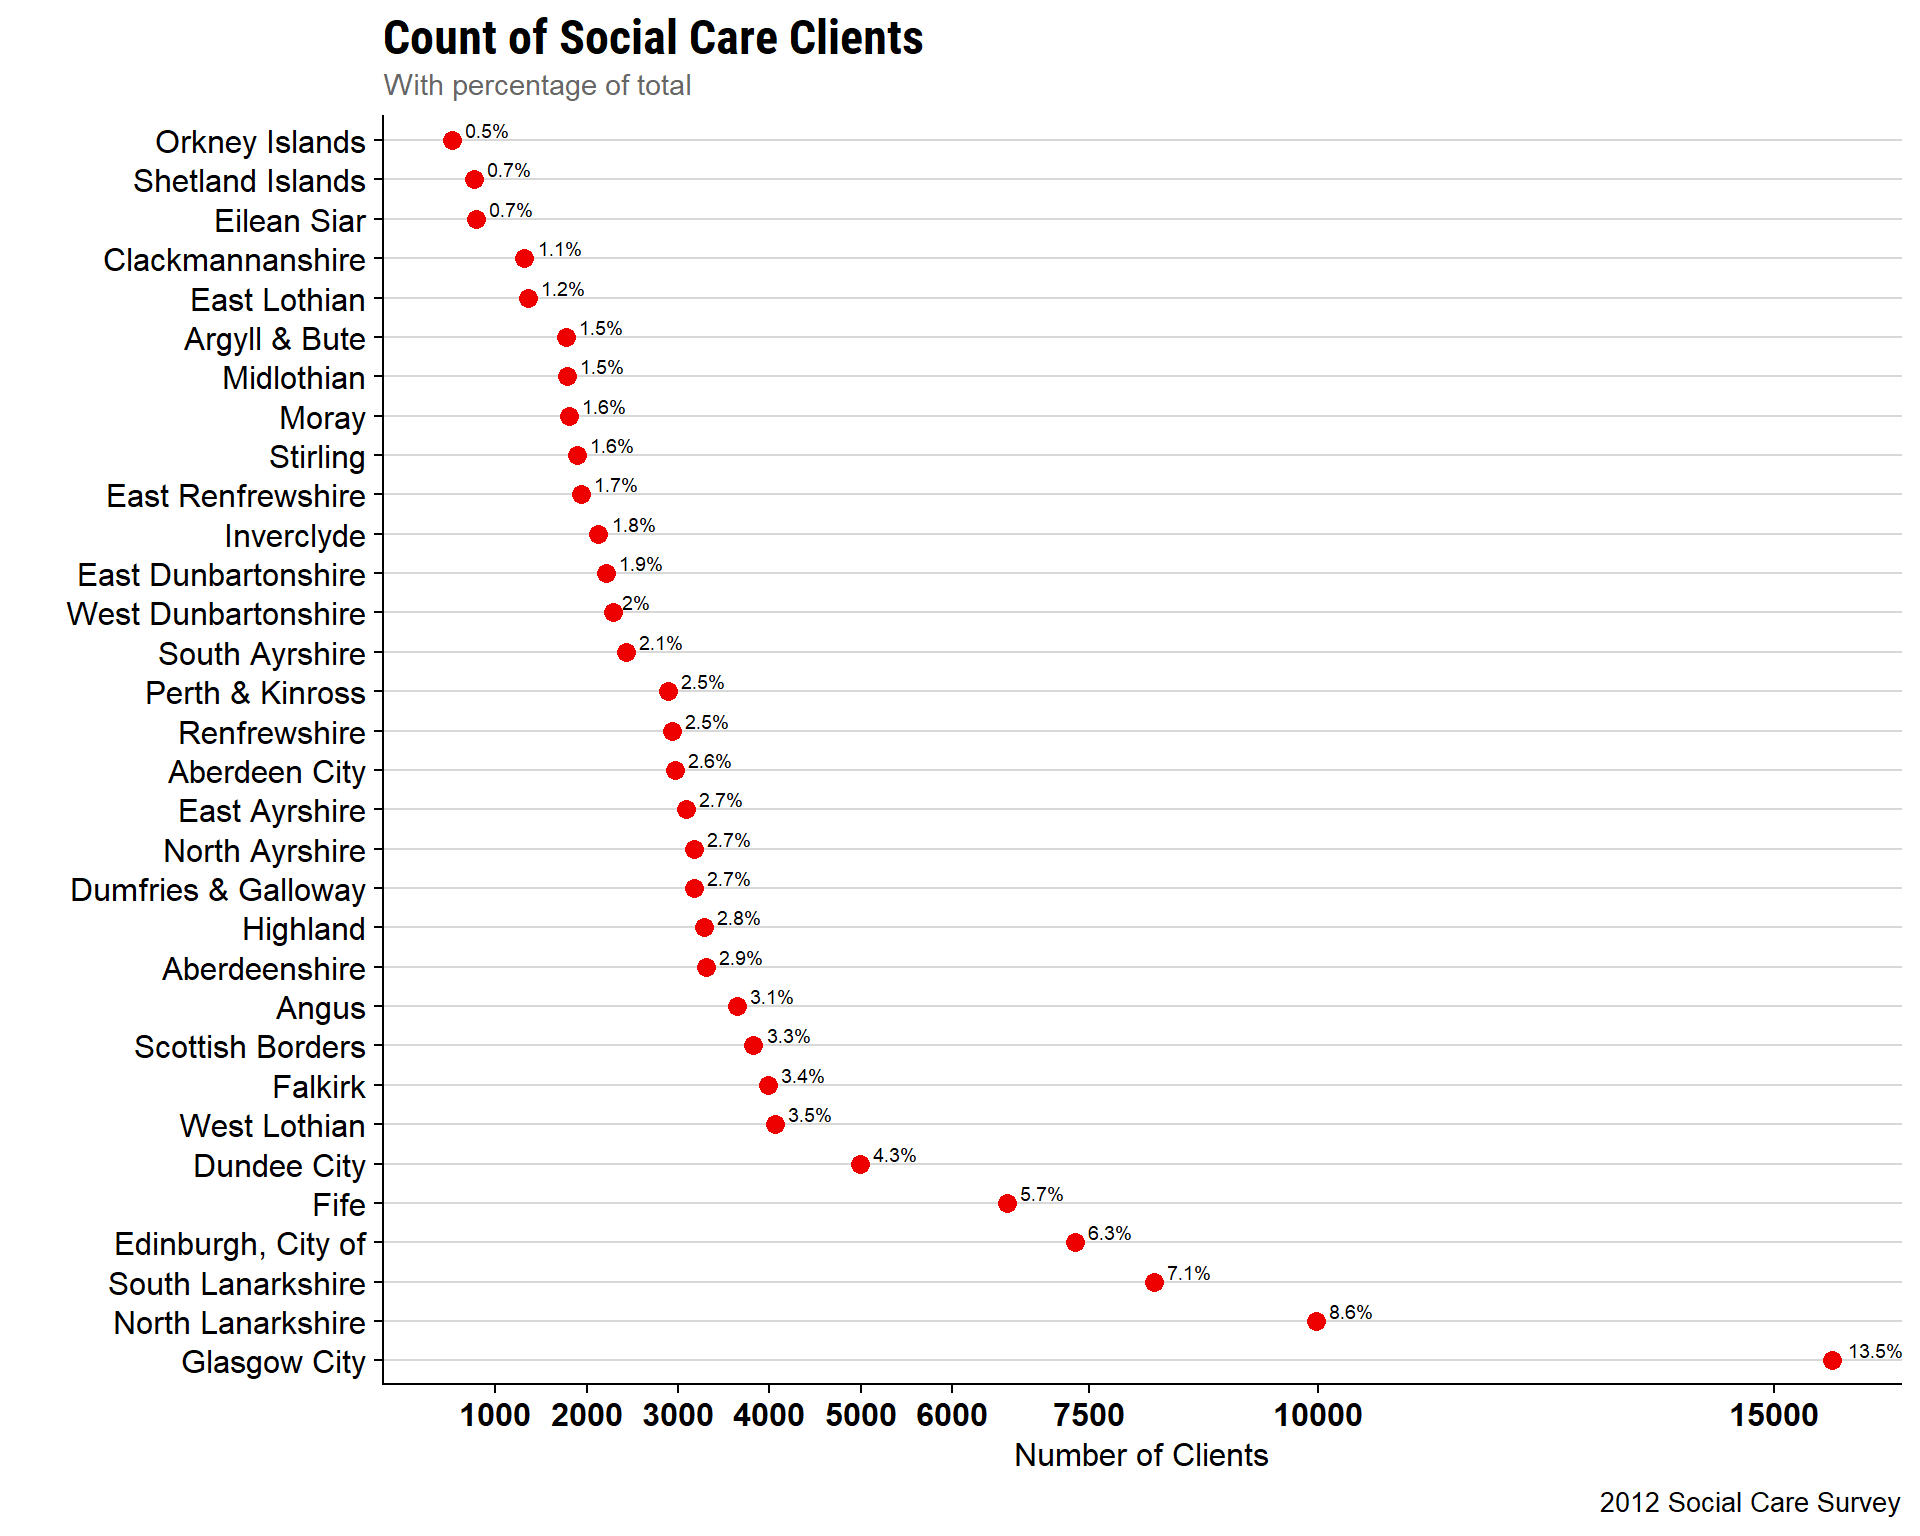 Count of Social Care Clients
With percentage of total
Orkney Islands 0.5%
Shetland Islands 0.7%
Eilean Siar 0.7%
Clackmannanshire 1.1%
East Lothian 1.2%
Argyll & Bute 1.5%
Midlothian 1.5%
Moray 1.6%
Stirling 1.6%
East Renfrewshire 1.7%
Inverclyde 1.8%
East Dunbartonshire 1.9%
West Dunbartonshire 2%
South Ayrshire 2.1%
Perth & Kinross 2.5%
Renfrewshire 2.5%
Aberdeen City 2.6%
East Ayrshire 2.7%
North Ayrshire 2.7%
Dumfries & Galloway 2.7%
Highland 2.8%
Aberdeenshire 2.9%
Angus 3.1%
Scottish Borders 3.3%
Falkirk 3.4%
West Lothian 3.5%
Dundee City 4.3%
Fife 5.7%
Edinburgh, City of 6.3%
South Lanarkshire 7.1%
North Lanarkshire 8.6%
Glasgow City 13.5%
1000 2000 3000 4000 5000 6000 7500 10000 15000
Number of Clients
2012 Social Care Survey